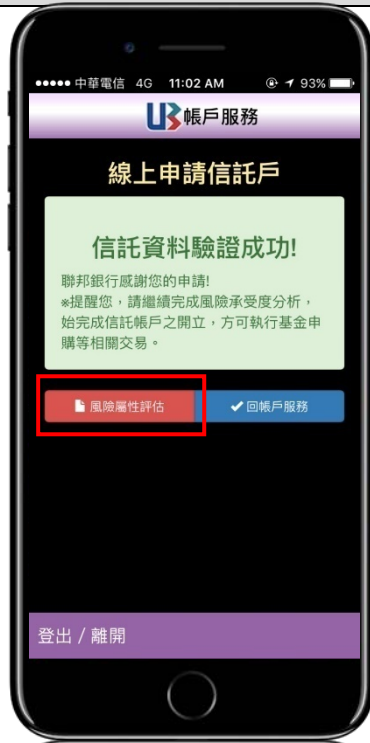 中華電信 4G 11:02 AM 93%
UB帳戶服務
線上申請信託戶
信託資料驗證成功!
聯邦銀行感謝您的申請!
※提醒您，請繼續完成風險承受度分析，
始完成信託帳戶之開立，方可執行基金申
購等相關交易。
風險屬性評估 回帳戶服務
登出 / 離開